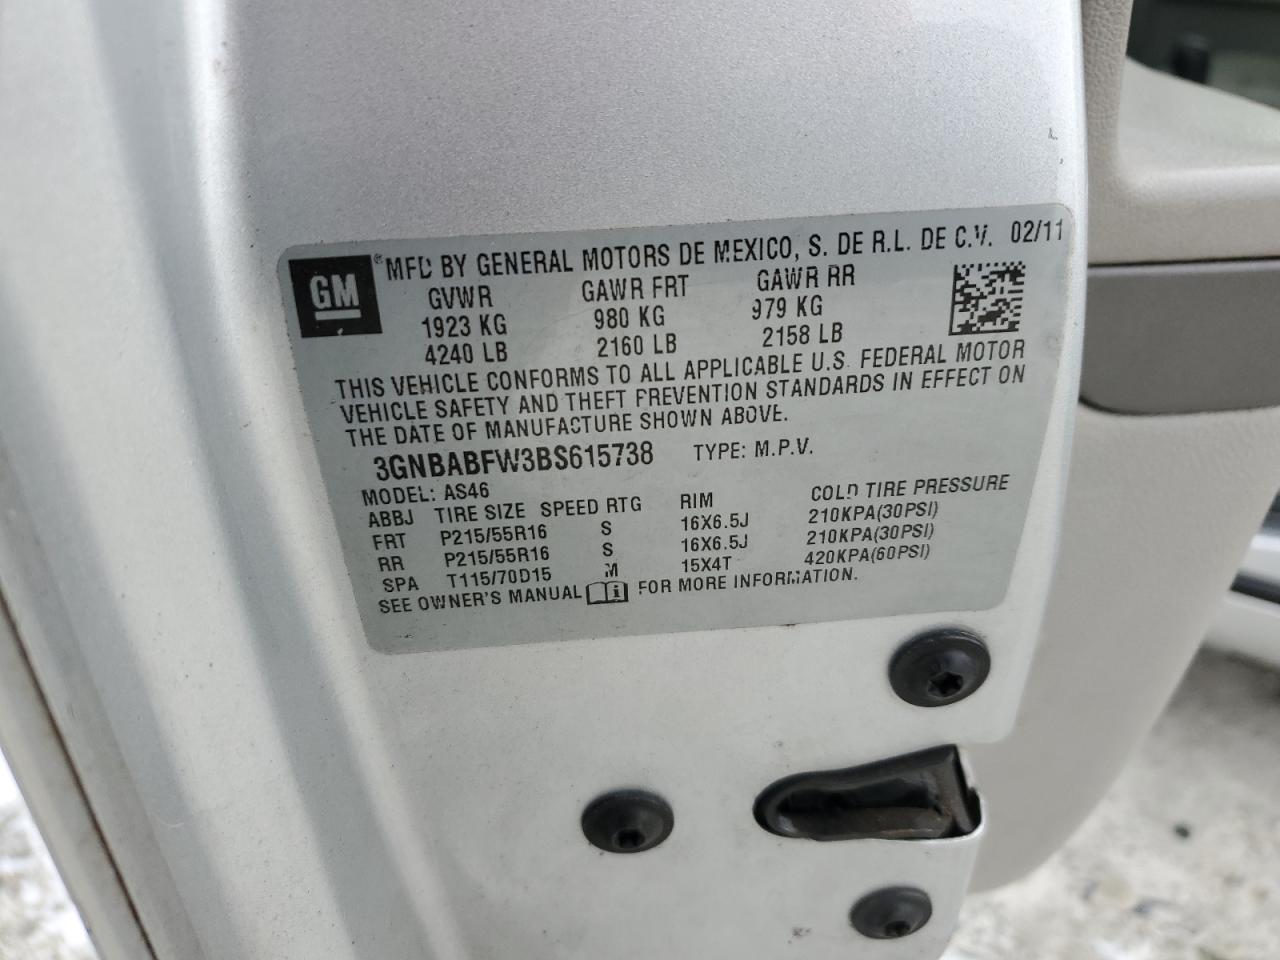 GM ® MFD BY GENERAL MOTORS DE MEXICO, S. DE R.L. DE C.V. 02/11
GVWR GAWR FRT GAWR RR
1923 KG 980 KG 979 KG
4240 LB 2160 LB 2158 LB
THIS VEHICLE CONFORMS TO ALL APPLICABLE U.S. FEDERAL MOTOR
VEHICLE SAFETY AND THEFT PREVENTION STANDARDS IN EFFECT ON
THE DATE OF MANUFACTURE SHOWN ABOVE.
3GNBABFW3BS615738 TYPE: M.P.V.
MODEL: AS46
ABBJ TIRE SIZE SPEED RTG RIM COLD TIRE PRESSURE
FRT P215/55R16 S 16X6.5J 210KPA(30PSI)
RR P215/55R16 S 16X6.5J 210KPA(30PSI)
SPA T115/70D15 M 15X4T 420KPA(60PSI)
SEE OWNER'S MANUAL i FOR MORE INFORMATION.